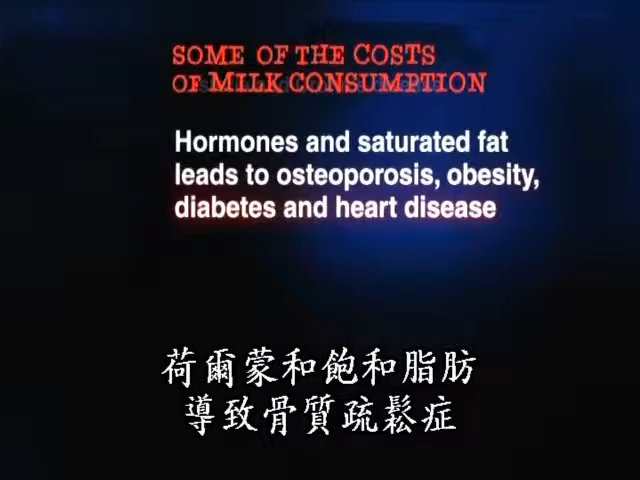 SOME OF THE COSTS
OF MILK CONSUMPTION
Hormones and saturated fat
leads to osteoporosis, obesity,
diabetes and heart disease
荷爾蒙和飽和脂肪
導致骨質疏鬆症